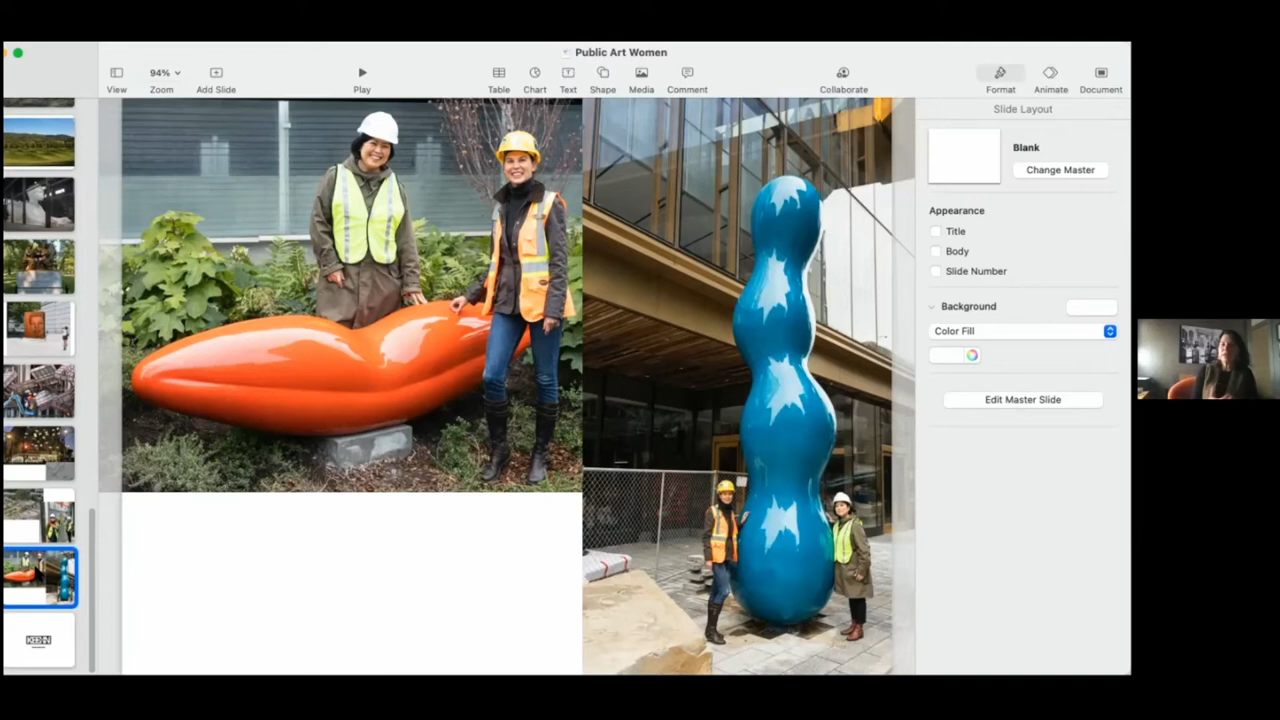 Public Art Women
94%
View
Zoom
Add Slide
Play
Table
Chart
Text
Shape
Media
Comment
Collaborate
Format
Animate
Document
Slide Layout
Blank
Change Master
Appearance
Title
Body
Slide Number
Background
Color Fill
Edit Master Slide